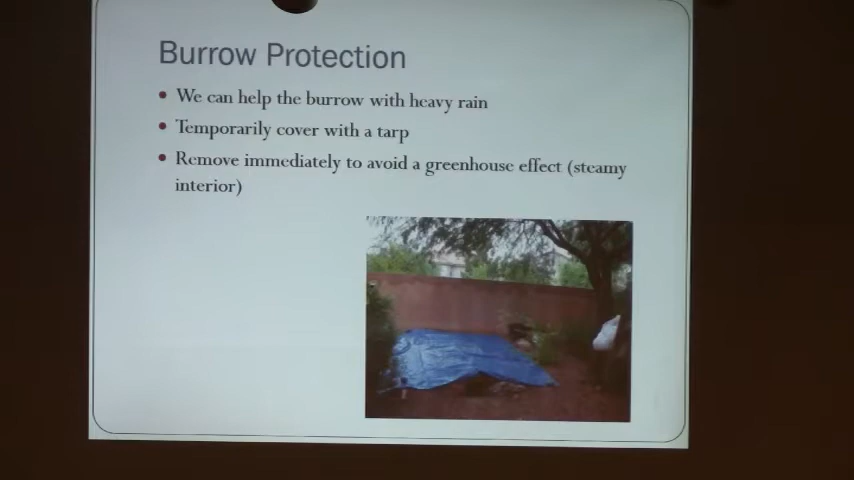 Burrow Protection
• We can help the burrow with heavy rain
• Temporarily cover with a tarp
• Remove immediately to avoid a greenhouse effect (steamy
interior)